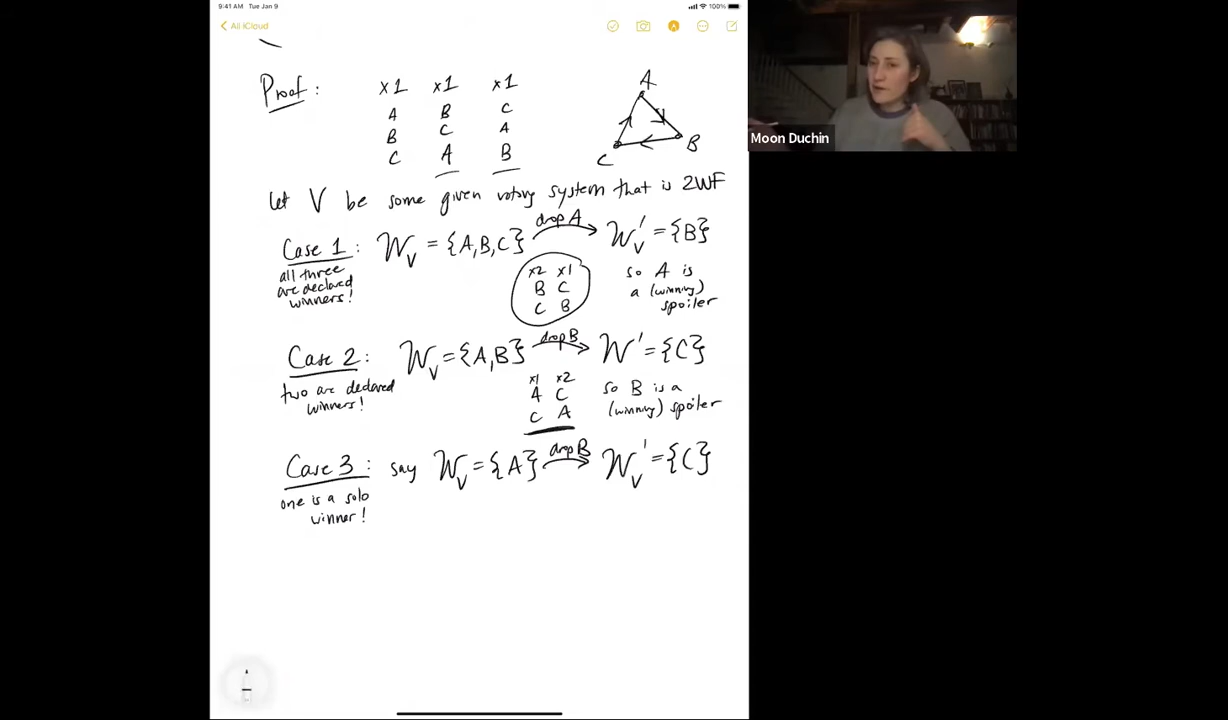 9:41 AM Tue Jan 9
100%
All iCloud
Proof:
x1 x1 x1
A B C
B C A
C A B
A
B
C
Moon Duchin
Let V be some given voting system that is 2WF
Case 1: W_V = {A,B,C} drop A W_V' = {B}
all three are declared winners!
x2 x1
B C
C B
so A is
a (winning)
spoiler
Case 2: W_V = {A,B} drop B W' = {C}
two are declared
winners!
x1 x2
A C
C A
so B is a
(winning) spoiler
Case 3: say W_V = {A} drop B W_V' = {C}
one is a solo
winner!